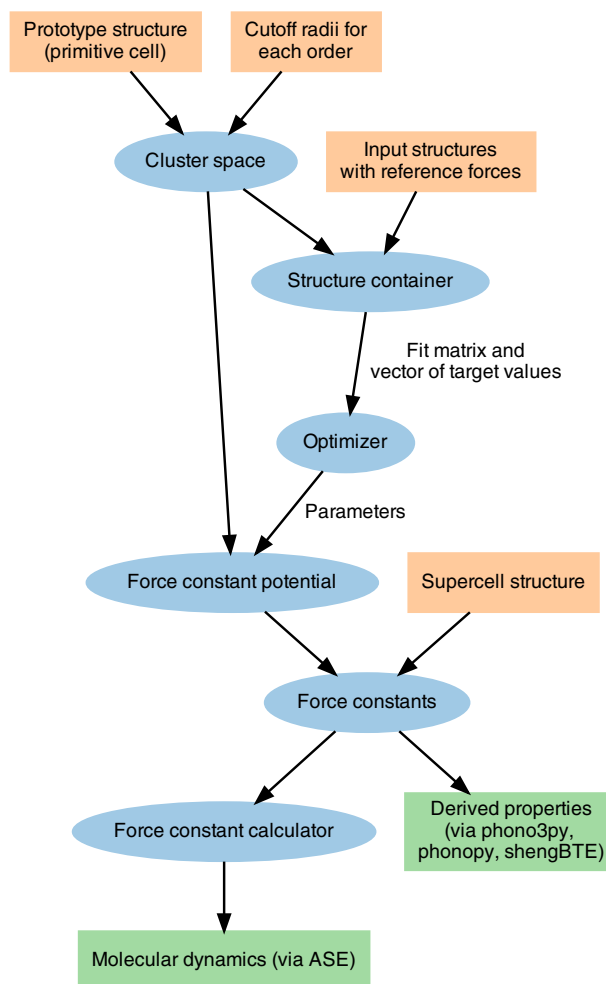 Prototype structure
(primitive cell)
Cutoff radii for
each order
Cluster space
Input structures
with reference forces
Structure container
Fit matrix and
vector of target values
Optimizer
Parameters
Force constant potential
Supercell structure
Force constants
Force constant calculator
Derived properties
(via phono3py,
phonopy, shengBTE)
Molecular dynamics (via ASE)